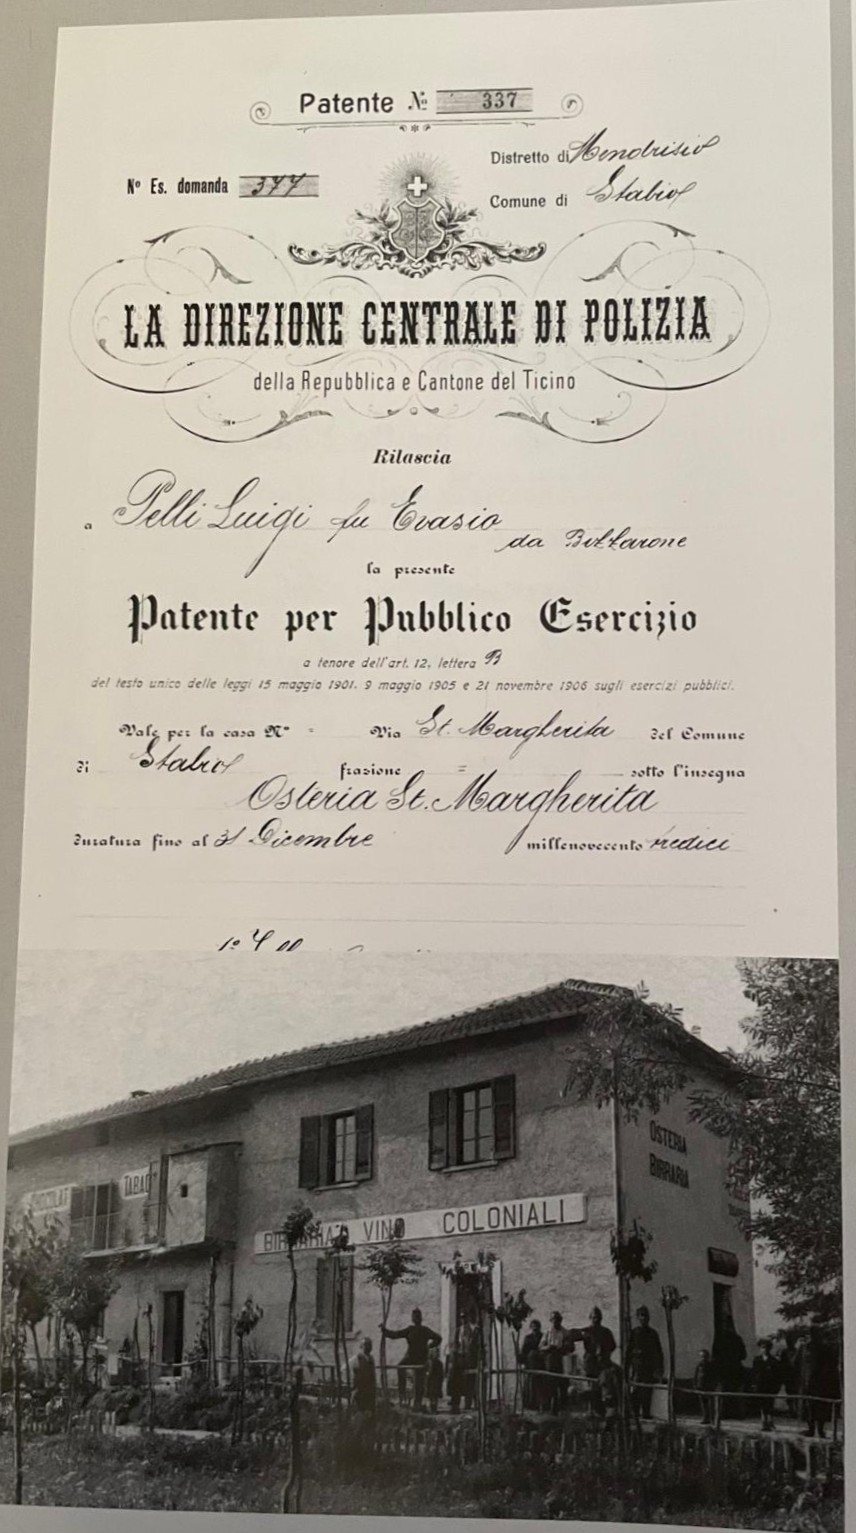 Patente № 337
Distretto di Mendrisio
Nº Es. domanda 377
Comune di Stabio
LA DIREZIONE CENTRALE DI POLIZIA
della Repubblica e Cantone del Ticino
Rilascia
a Pelli Luigi fu Evasio da
la presente
Patente per Pubblico Esercizio
a tenore dell'art. 12, lettera B
del testo unico delle leggi 15 maggio 1901, 9 maggio 1905 e 21 novembre 1906 sugli esercizi pubblici.
Vale per la casa Nº = Via St. Margherita del Comune
di Stabio frazione = sotto l'insegna
Osteria St. Margherita
duratura fino al 31 Dicembre millenovecento tredici
OSTERIA
BIRRARIA
TABAC
BIRRARIA VINO COLONIALI